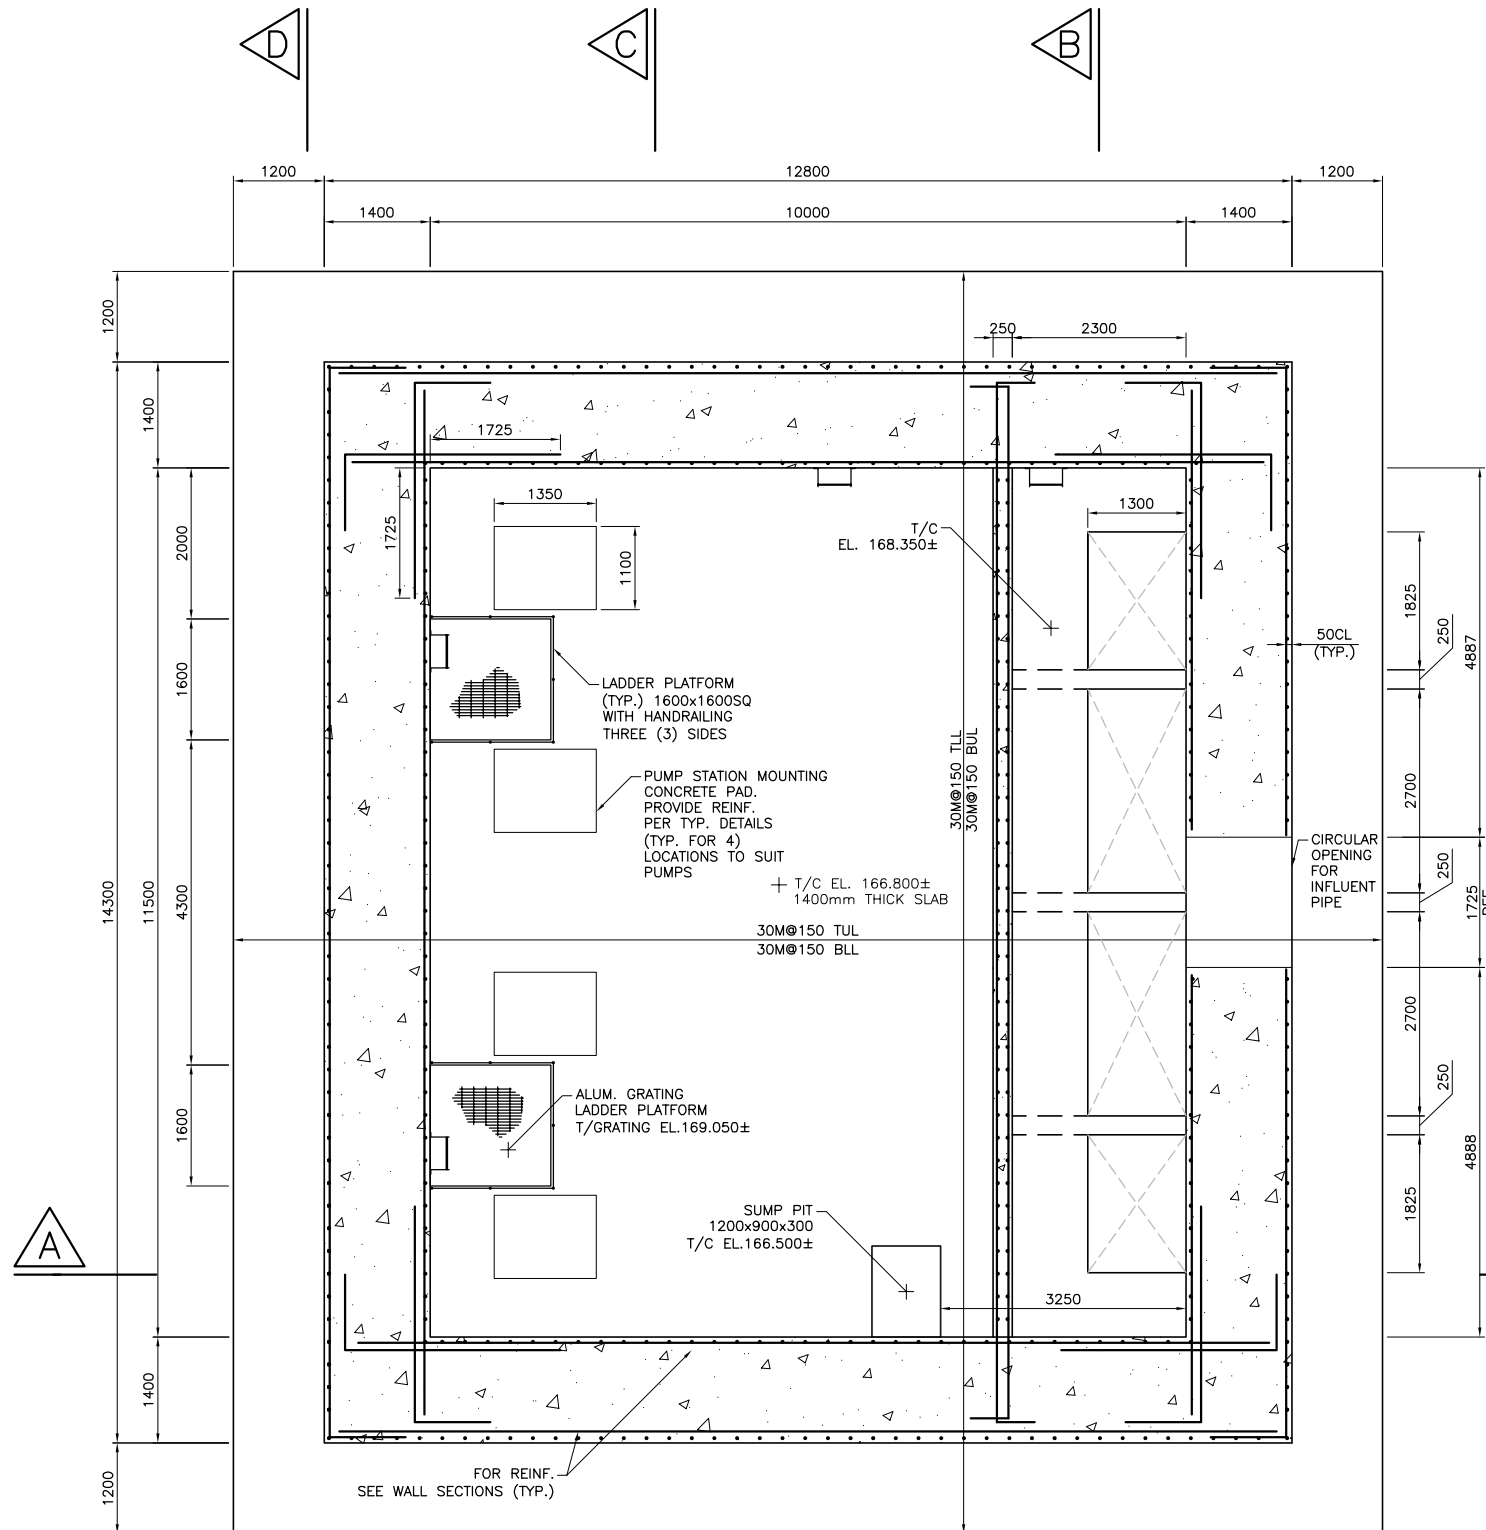 D
C
B
1200
12800
1200
1400
10000
1400
1200
250
2300
1400
1725
1350
1300
1725
2000
1100
T/C
EL. 168.350±
1825
250
50CL
(TYP.)
4887
1600
LADDER PLATFORM
(TYP.) 1600x1600SQ
WITH HANDRAILING
THREE (3) SIDES
30M@150 TLL
30M@150 BUL
PUMP STATION MOUNTING
CONCRETE PAD.
PROVIDE REINF.
PER TYP. DETAILS
(TYP. FOR 4)
LOCATIONS TO SUIT
PUMPS
2700
CIRCULAR
OPENING
FOR
INFLUENT
PIPE
250
1725
14300
11500
4300
T/C EL. 166.800±
1400mm THICK SLAB
30M@150 TUL
30M@150 BLL
2700
250
ALUM. GRATING
LADDER PLATFORM
T/GRATING EL.169.050±
1600
4888
1825
SUMP PIT
1200x900x300
T/C EL.166.500±
A
3250
1400
FOR REINF.
SEE WALL SECTIONS (TYP.)
1200